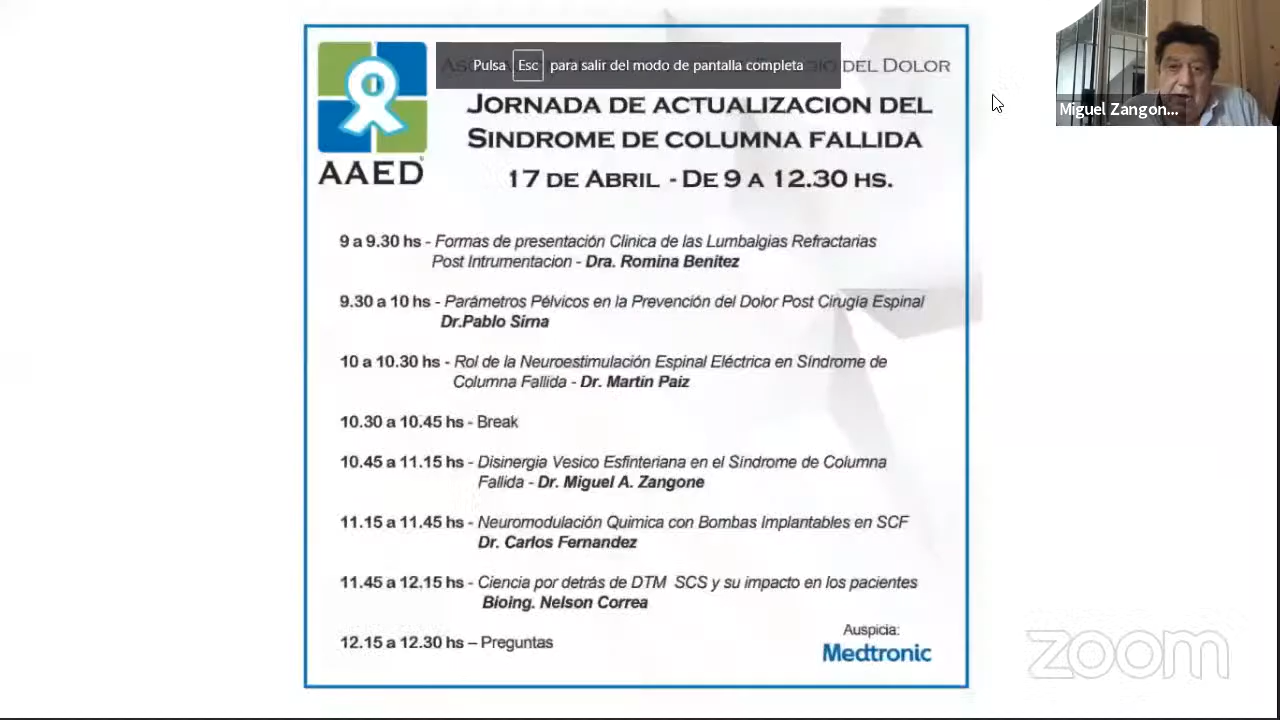 Pulsa Esc para salir del modo de pantalla completa
DEL DOLOR
JORNADA DE ACTUALIZACION DEL
SINDROME DE COLUMNA FALLIDA
17 DE ABRIL - DE 9 A 12.30 HS.
AAED
9 a 9.30 hs - Formas de presentación Clinica de las Lumbalgias Refractarias
Post Intrumentacion - Dra. Romina Benitez
9.30 a 10 hs - Parámetros Pélvicos en la Prevención del Dolor Post Cirugía Espinal
Dr.Pablo Sirna
10 a 10.30 hs - Rol de la Neuroestimulación Espinal Eléctrica en Síndrome de
Columna Fallida - Dr. Martin Paiz
10.30 a 10.45 hs - Break
10.45 a 11.15 hs - Disinergia Vesico Esfinteriana en el Síndrome de Columna
Fallida - Dr. Miguel A. Zangone
11.15 a 11.45 hs - Neuromodulación Quimica con Bombas Implantables en SCF
Dr. Carlos Fernandez
11.45 a 12.15 hs - Ciencia por detrás de DTM SCS y su impacto en los pacientes
Bioing. Nelson Correa
12.15 a 12.30 hs – Preguntas
Auspicia:
Medtronic
Miguel Zangon...
zoom